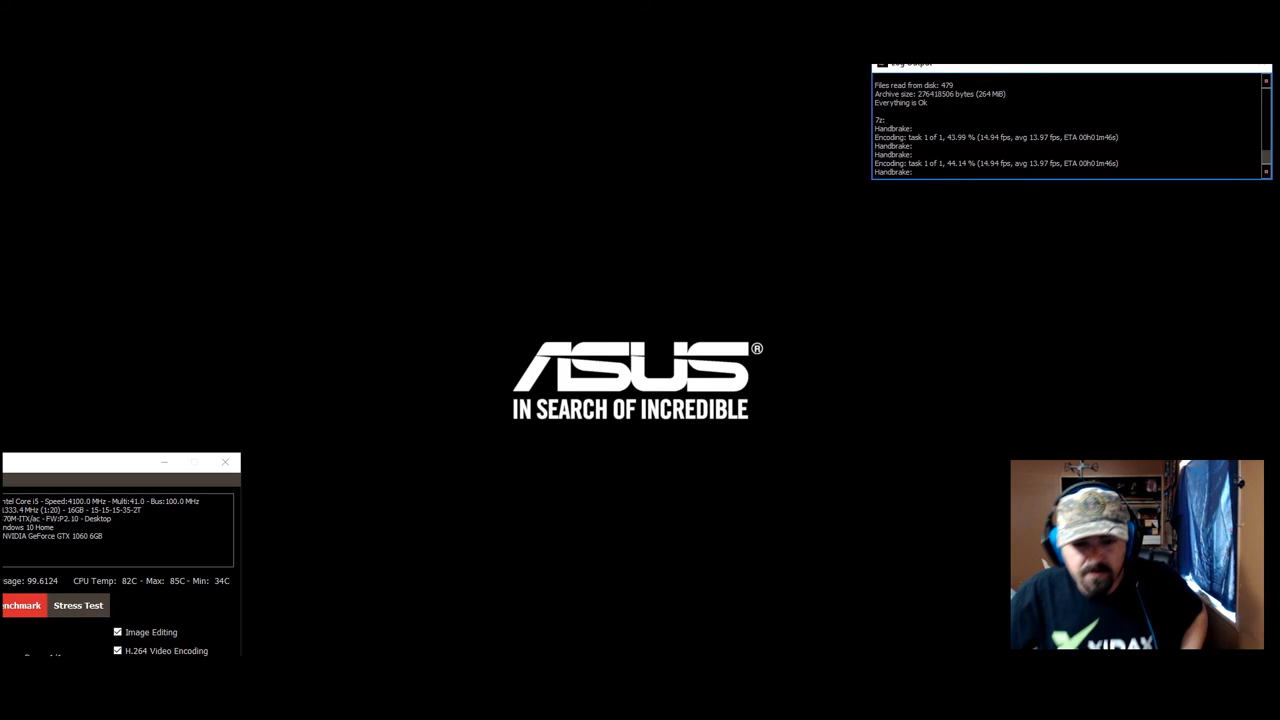 Files read from disk: 479
Archive size: 276418506 bytes (264 MiB)
Everything is Ok
7z:
Handbrake:
Encoding: task 1 of 1, 43.99 % (14.94 fps, avg 13.97 fps, ETA 00h01m46s)
Handbrake:
Handbrake:
Encoding: task 1 of 1, 44.14 % (14.94 fps, avg 13.97 fps, ETA 00h01m46s)
Handbrake:
ASUS®
IN SEARCH OF INCREDIBLE
ntel Core i5 - Speed:4100.0 MHz - Multi:41.0 - Bus:100.0 MHz
1333.4 MHz (1:20) - 16GB - 15-15-15-35-2T
70M-ITX/ac - FW:P2.10 - Desktop
ndows 10 Home
NVIDIA GeForce GTX 1060 6GB
sage: 99.6124 CPU Temp: 82C - Max: 85C - Min: 34C
enchmark Stress Test
Image Editing
H.264 Video Encoding
XIDAX